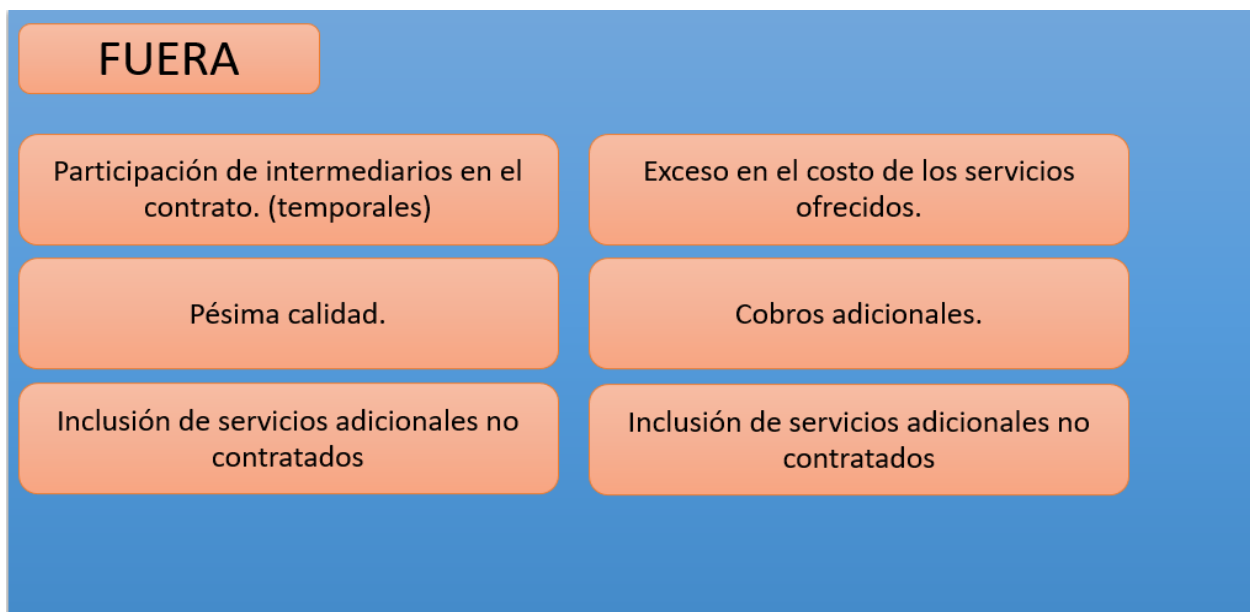 FUERA
Participación de intermediarios en el
contrato. (temporales)
Exceso en el costo de los servicios
ofrecidos.
Pésima calidad.
Cobros adicionales.
Inclusión de servicios adicionales no
contratados
Inclusión de servicios adicionales no
contratados